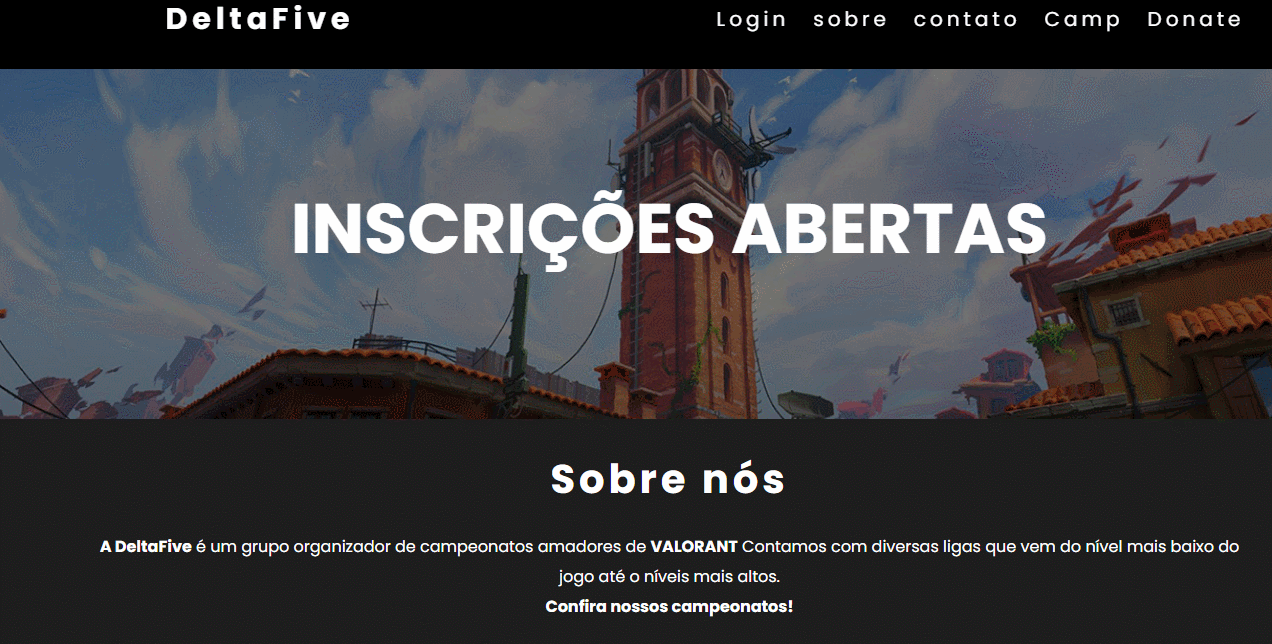 DeltaFive
Login sobre contato Camp Donate
INSCRIÇÕES ABERTAS
Sobre nós
A DeltaFive é um grupo organizador de campeonatos amadores de VALORANT Contamos com diversas ligas que vem do nível mais baixo do
jogo até o níveis mais altos.
Confira nossos campeonatos!